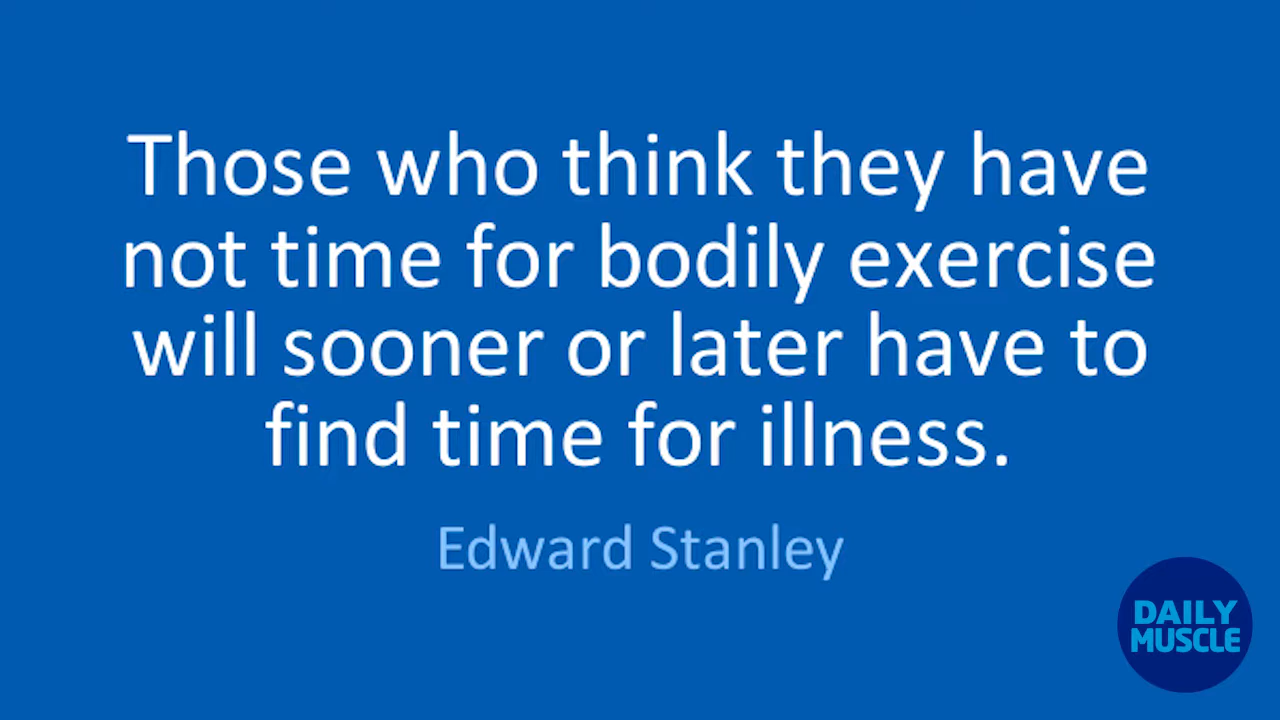 Those who think they have
not time for bodily exercise
will sooner or later have to
find time for illness.
Edward Stanley
DAILY
MUSCLE